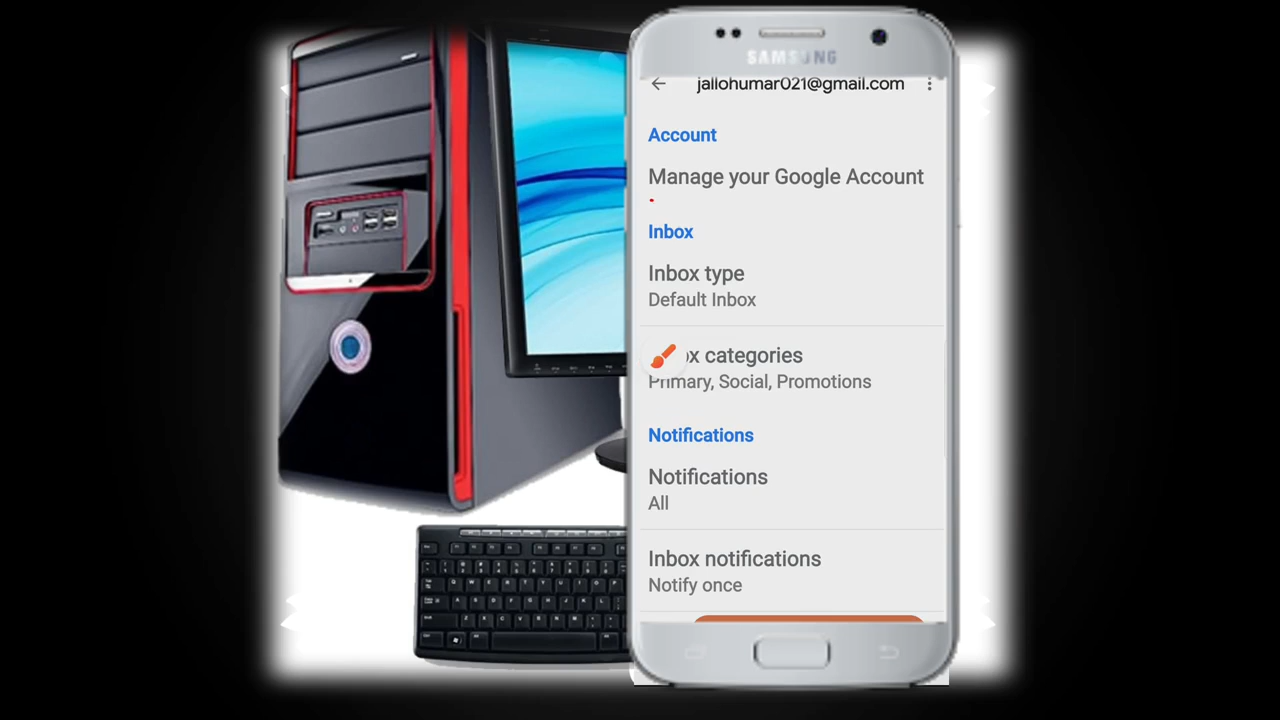 SAMSUNG
jallohumar021@gmail.com
Account
Manage your Google Account
Inbox
Inbox type
Default Inbox
ox categories
Primary, Social, Promotions
Notifications
Notifications
All
Inbox notifications
Notify once